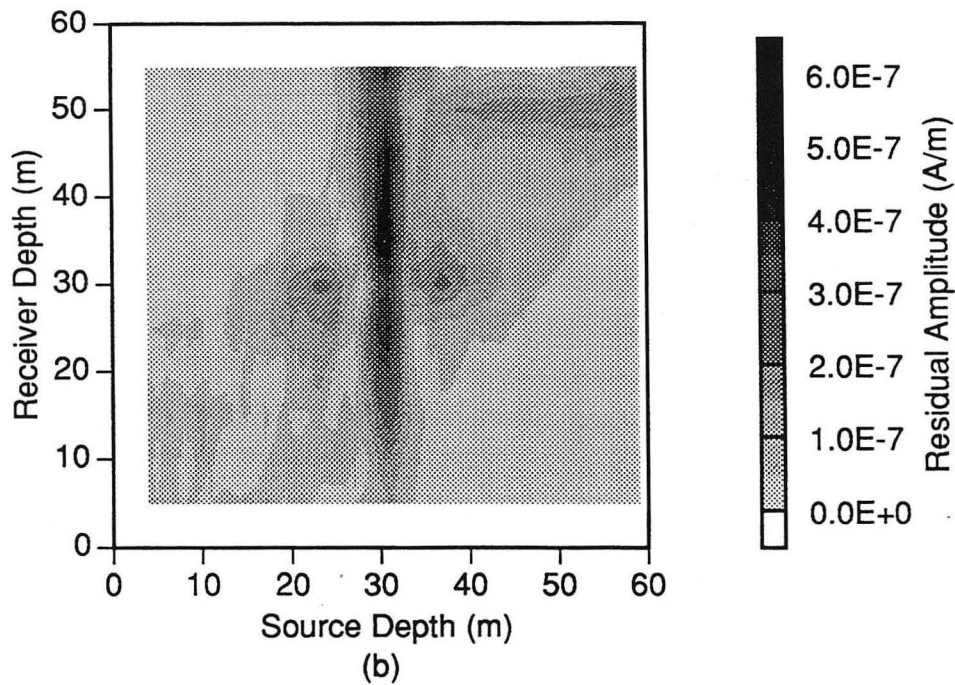 60
50
40
30
20
10
0
Receiver Depth (m)
0 10 20 30 40 50 60
Source Depth (m)
(b)
6.0E-7
5.0E-7
4.0E-7
3.0E-7
2.0E-7
1.0E-7
0.0E+0
Residual Amplitude (A/m)